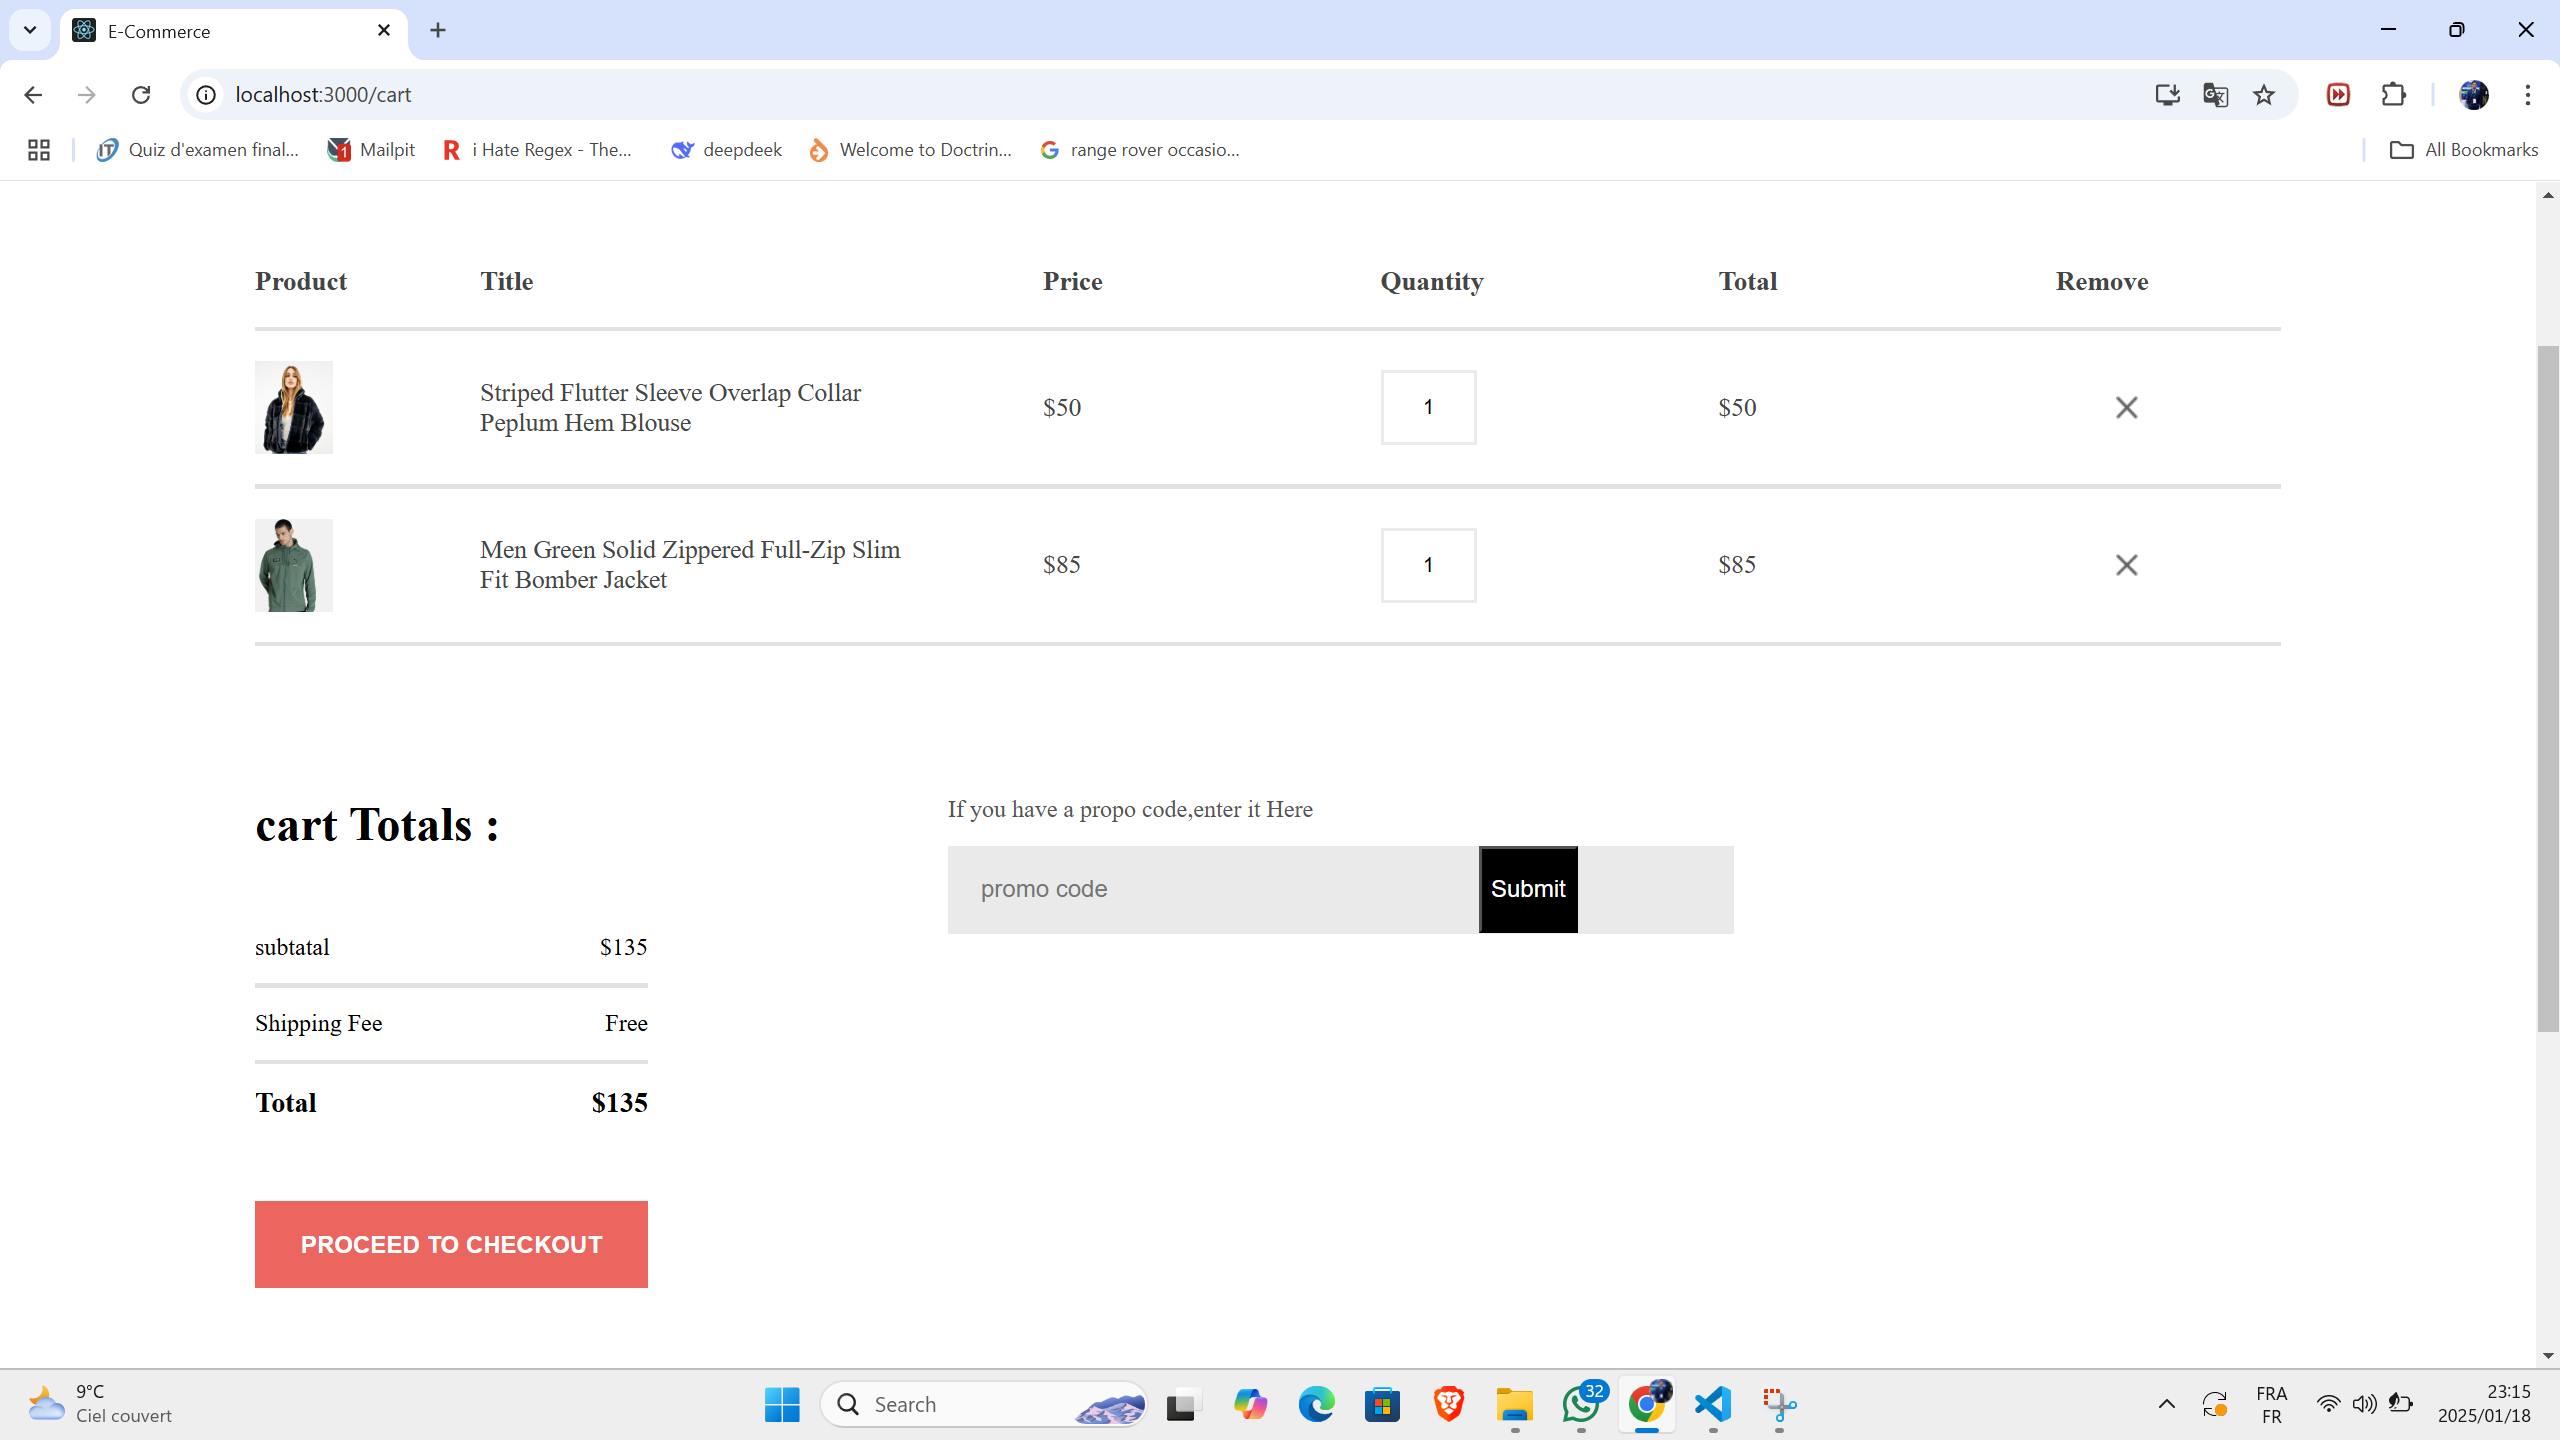 E-Commerce
localhost:3000/cart
Quiz d'examen final...
Mailpit
i Hate Regex - The...
deepdeek
Welcome to Doctrin...
range rover occasio...
All Bookmarks
Product Title Price Quantity Total Remove
Striped Flutter Sleeve Overlap Collar
Peplum Hem Blouse
$50 1 $50
Men Green Solid Zippered Full-Zip Slim
Fit Bomber Jacket
$85 1 $85
cart Totals :
subtatal $135
Shipping Fee Free
Total $135
PROCEED TO CHECKOUT
If you have a propo code,enter it Here
promo code
Submit
9°C
Ciel couvert
Search
32
FRA
FR
23:15
2025/01/18